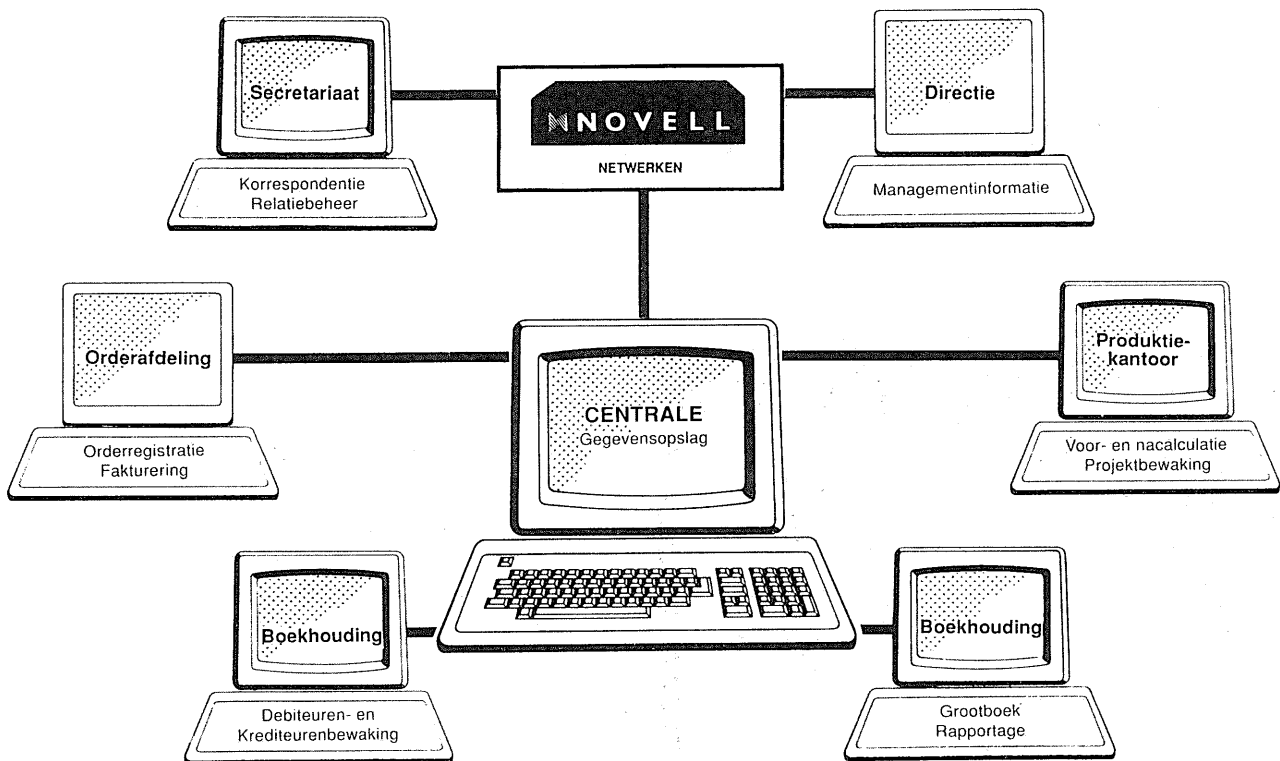 Secretariaat
Korrespondentie
Relatiebeheer
NOVELL
NETWERKEN
Directie
Managementinformatie
Orderafdeling
Orderregistratie
Fakturering
CENTRALE
Gegevensopslag
Produktie-
kantoor
Voor- en nacalculatie
Projektbewaking
Boekhouding
Debiteuren- en
Krediteurenbewaking
Boekhouding
Grootboek
Rapportage